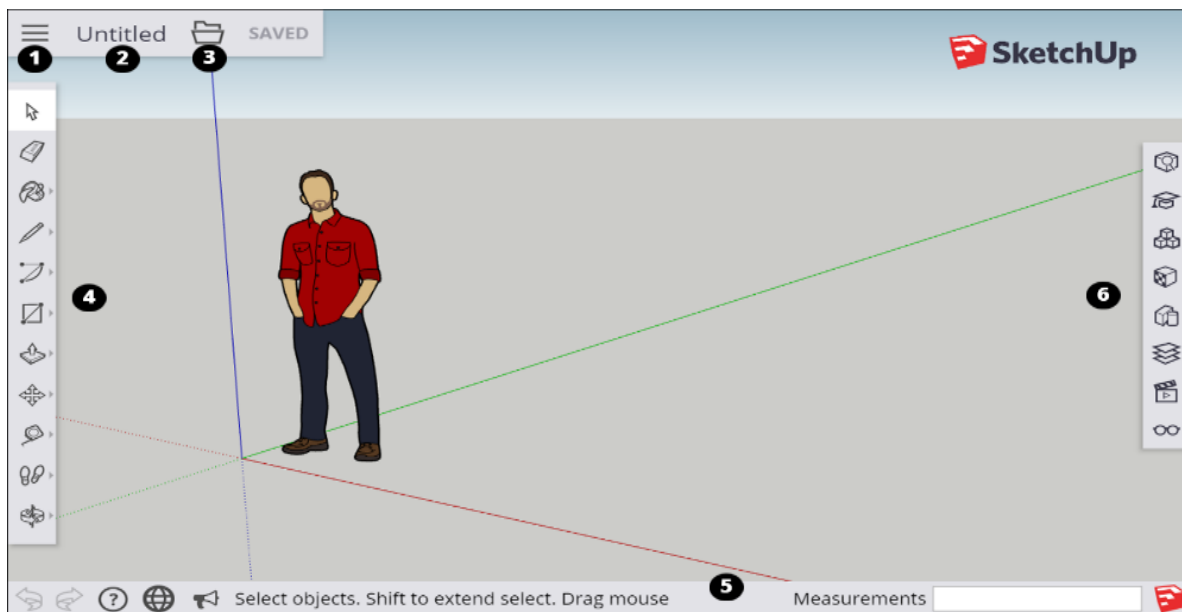 Untitled SAVED
1 2 3
SketchUp
4
6
5
? Select objects. Shift to extend select. Drag mouse Measurements